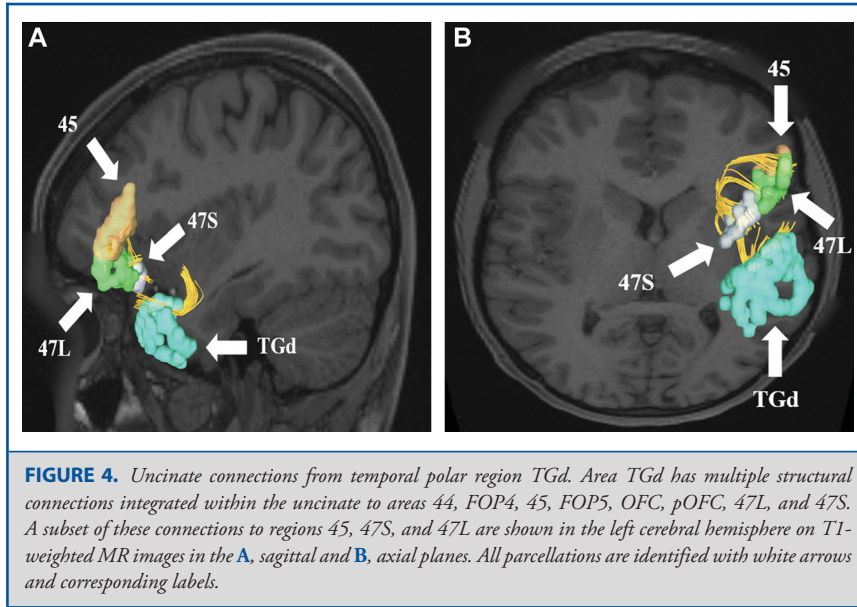 A
45
47S
47L
TGd
B
45
47L
47S
TGd
FIGURE 4. Uncinate connections from temporal polar region TGd. Area TGd has multiple structural
connections integrated within the uncinate to areas 44, FOP4, 45, FOP5, OFC, pOFC, 47L, and 47S.
A subset of these connections to regions 45, 47S, and 47L are shown in the left cerebral hemisphere on T1-
weighted MR images in the A, sagittal and B, axial planes. All parcellations are identified with white arrows
and corresponding labels.